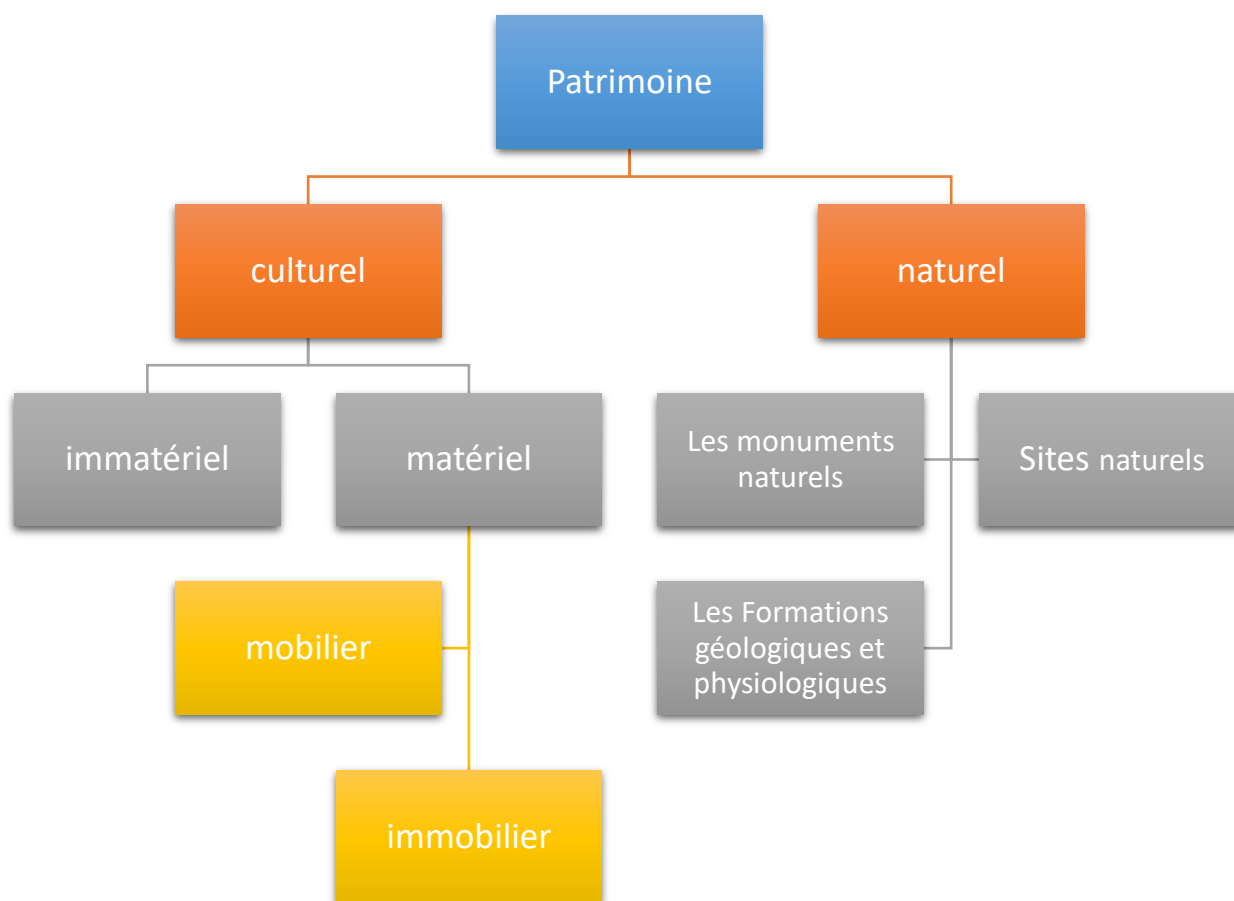 Patrimoine
culturel
naturel
immatériel
matériel
Les monuments
naturels
Sites naturels
mobilier
Les Formations
géologiques et
physiologiques
immobilier